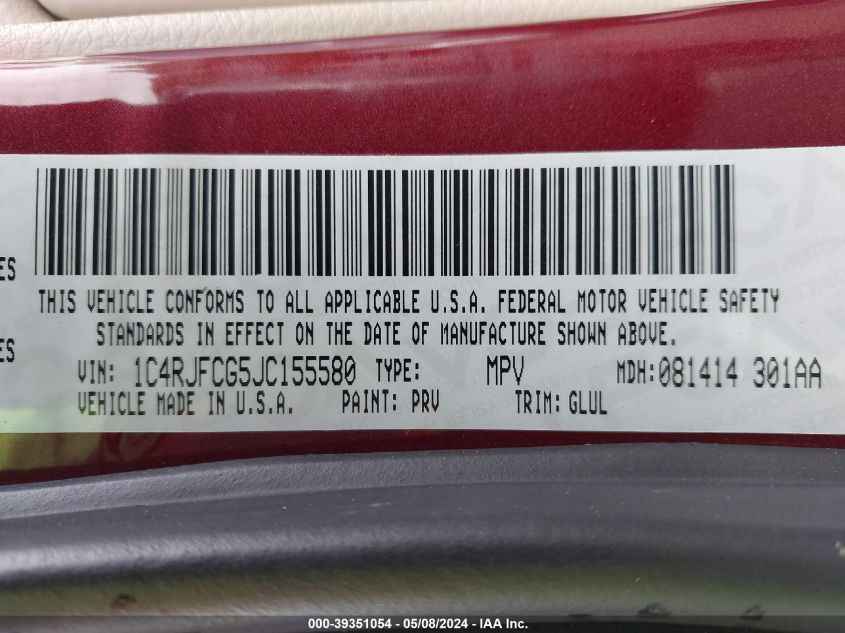 ES
THIS VEHICLE CONFORMS TO ALL APPLICABLE U.S.A. FEDERAL MOTOR VEHICLE SAFETY
STANDARDS IN EFFECT ON THE DATE OF MANUFACTURE SHOWN ABOVE.
ES
VIN: 1C4RJFCG5JC155580 TYPE: MPV MDH:081414 301AA
VEHICLE MADE IN U.S.A. PAINT: PRV TRIM: GLUL
000-39351054 - 05/08/2024 - IAA Inc.